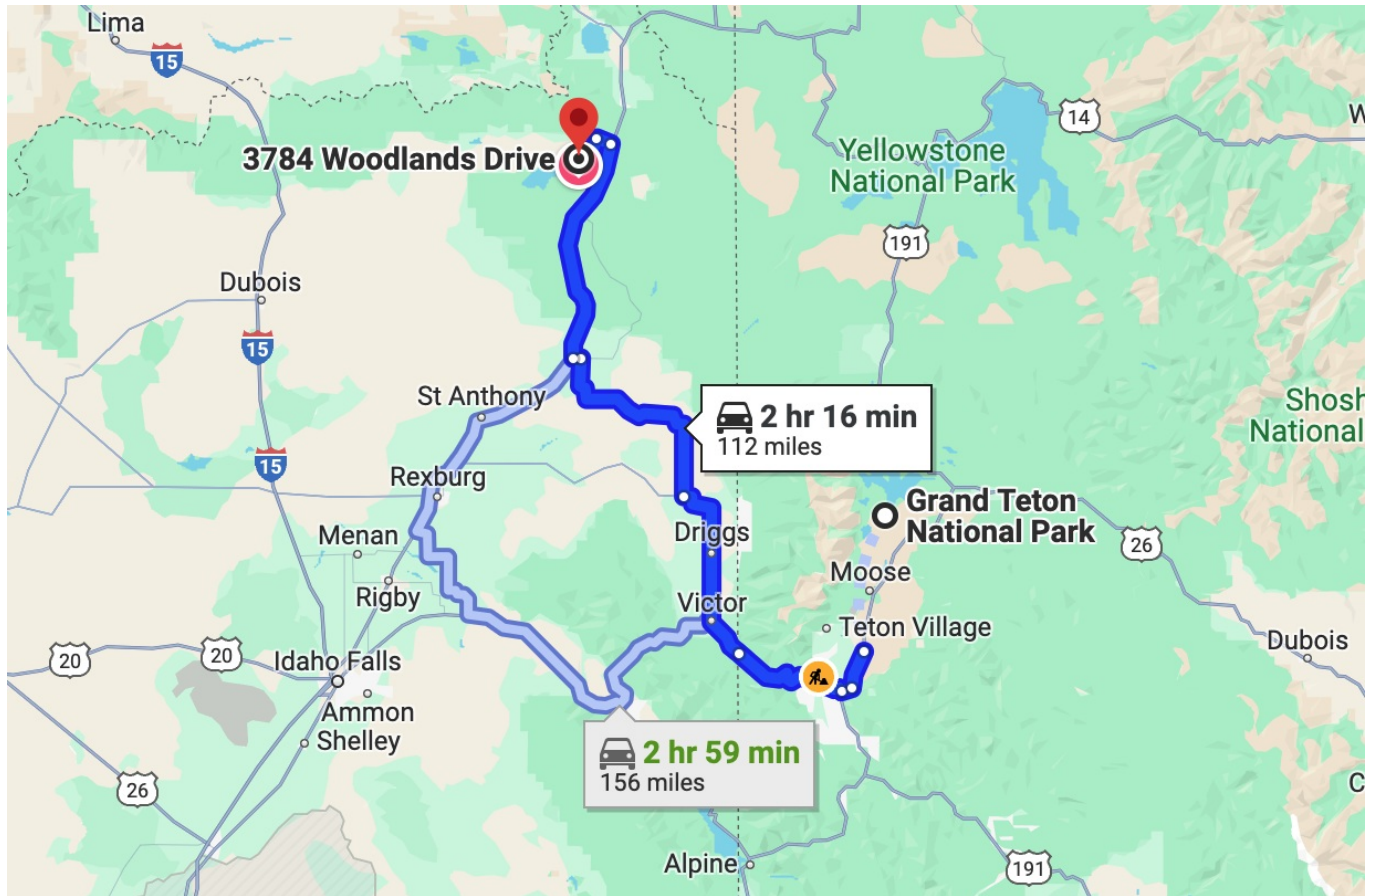 Lima
15
14
W
Yellowstone
National Park
3784 Woodlands Drive
191
Dubois
15
St Anthony
2 hr 16 min
112 miles
Shosh
National
15
Rexburg
Grand Teton
National Park
Menan
Driggs
26
Moose
Rigby
Victor
Teton Village
Dubois
20
20
Idaho Falls
Ammon
Shelley
2 hr 59 min
156 miles
26
C
Alpine
191